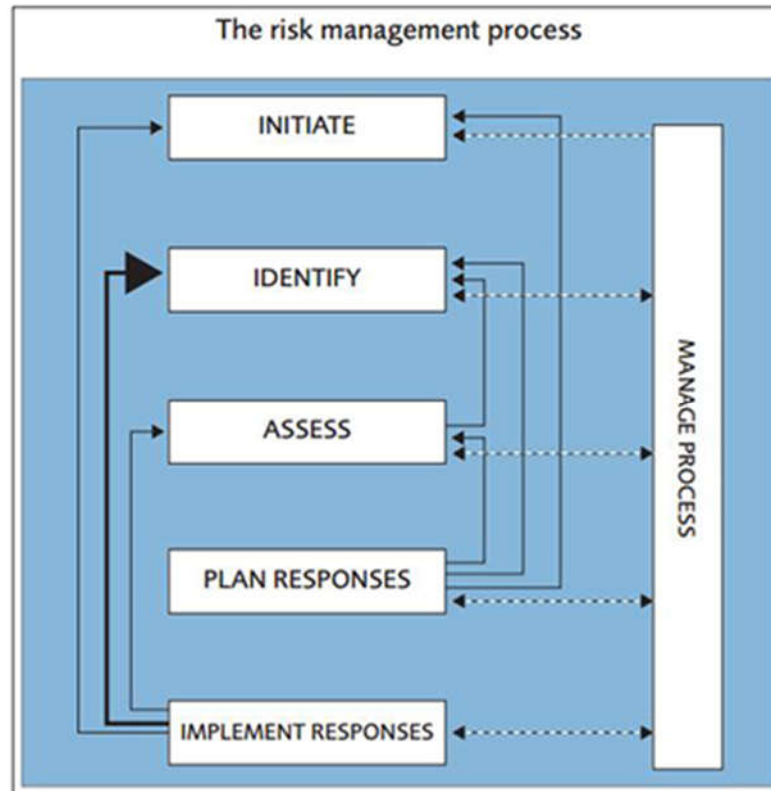 The risk management process
INITIATE
IDENTIFY
ASSESS
PLAN RESPONSES
IMPLEMENT RESPONSES
MANAGE PROCESS